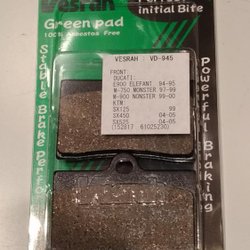 Vesrah
initial Bite
Green pad
100% Asbestos Free
Stable Brake perfo
Powerful Braking
VESRAH : VD-945
FRONT:
DUCATI:
E900 ELEFANT 94-95
M-750 MONSTER 97-99
M-900 MONSTER 99-00
KTM
SX125 99
SX450 04-05
SX525 04-05
(152817 61025230)